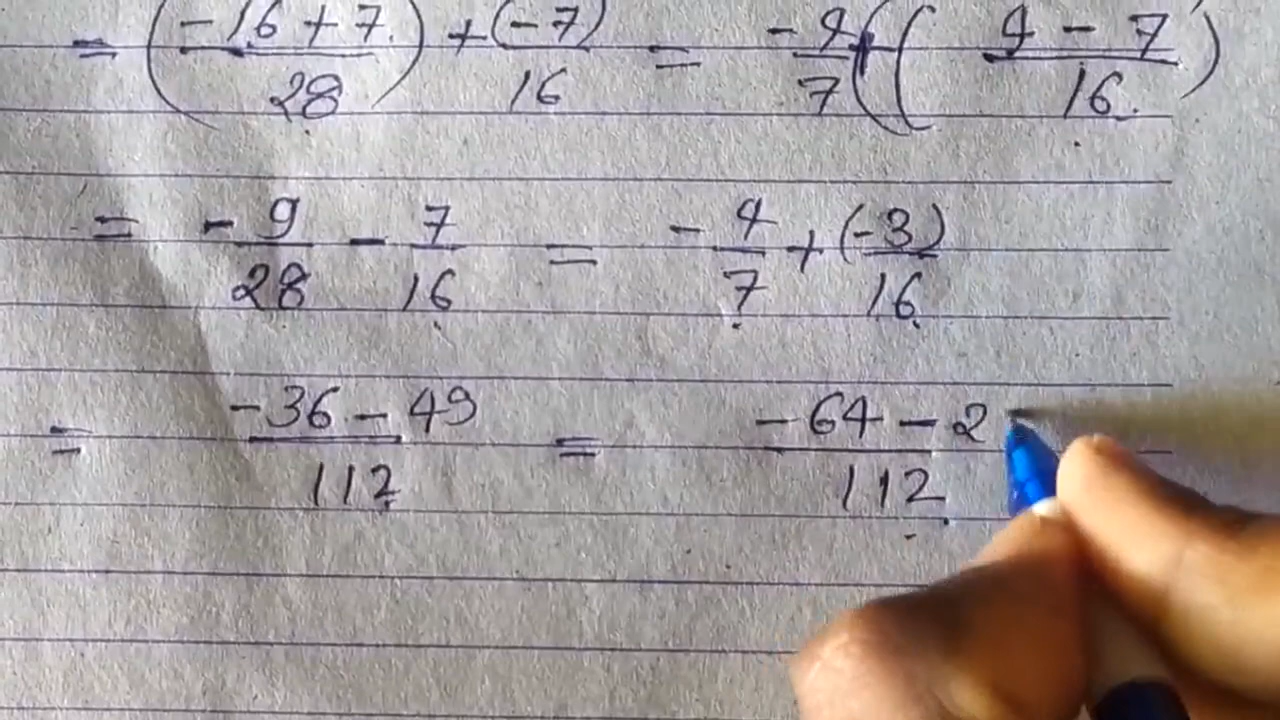 = (-16 + 7 / 28) + (-7) / 16 = -4 / 7 + (4 - 7 / 16)
= - 9 / 28 - 7 / 16 = - 4 / 7 + (-3) / 16
= -36 - 49 / 112 = -64 - 2 / 112